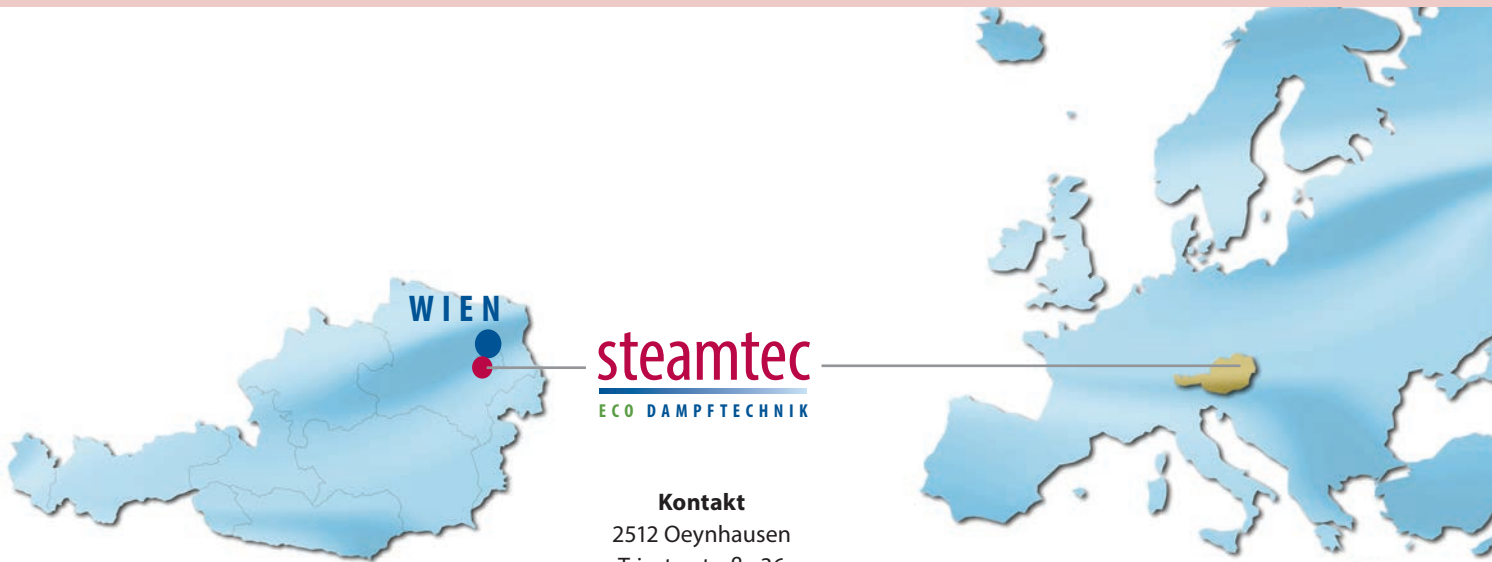 WIEN
steamtec
ECO DAMPFTECHNIK
Kontakt
2512 Oeynhausen